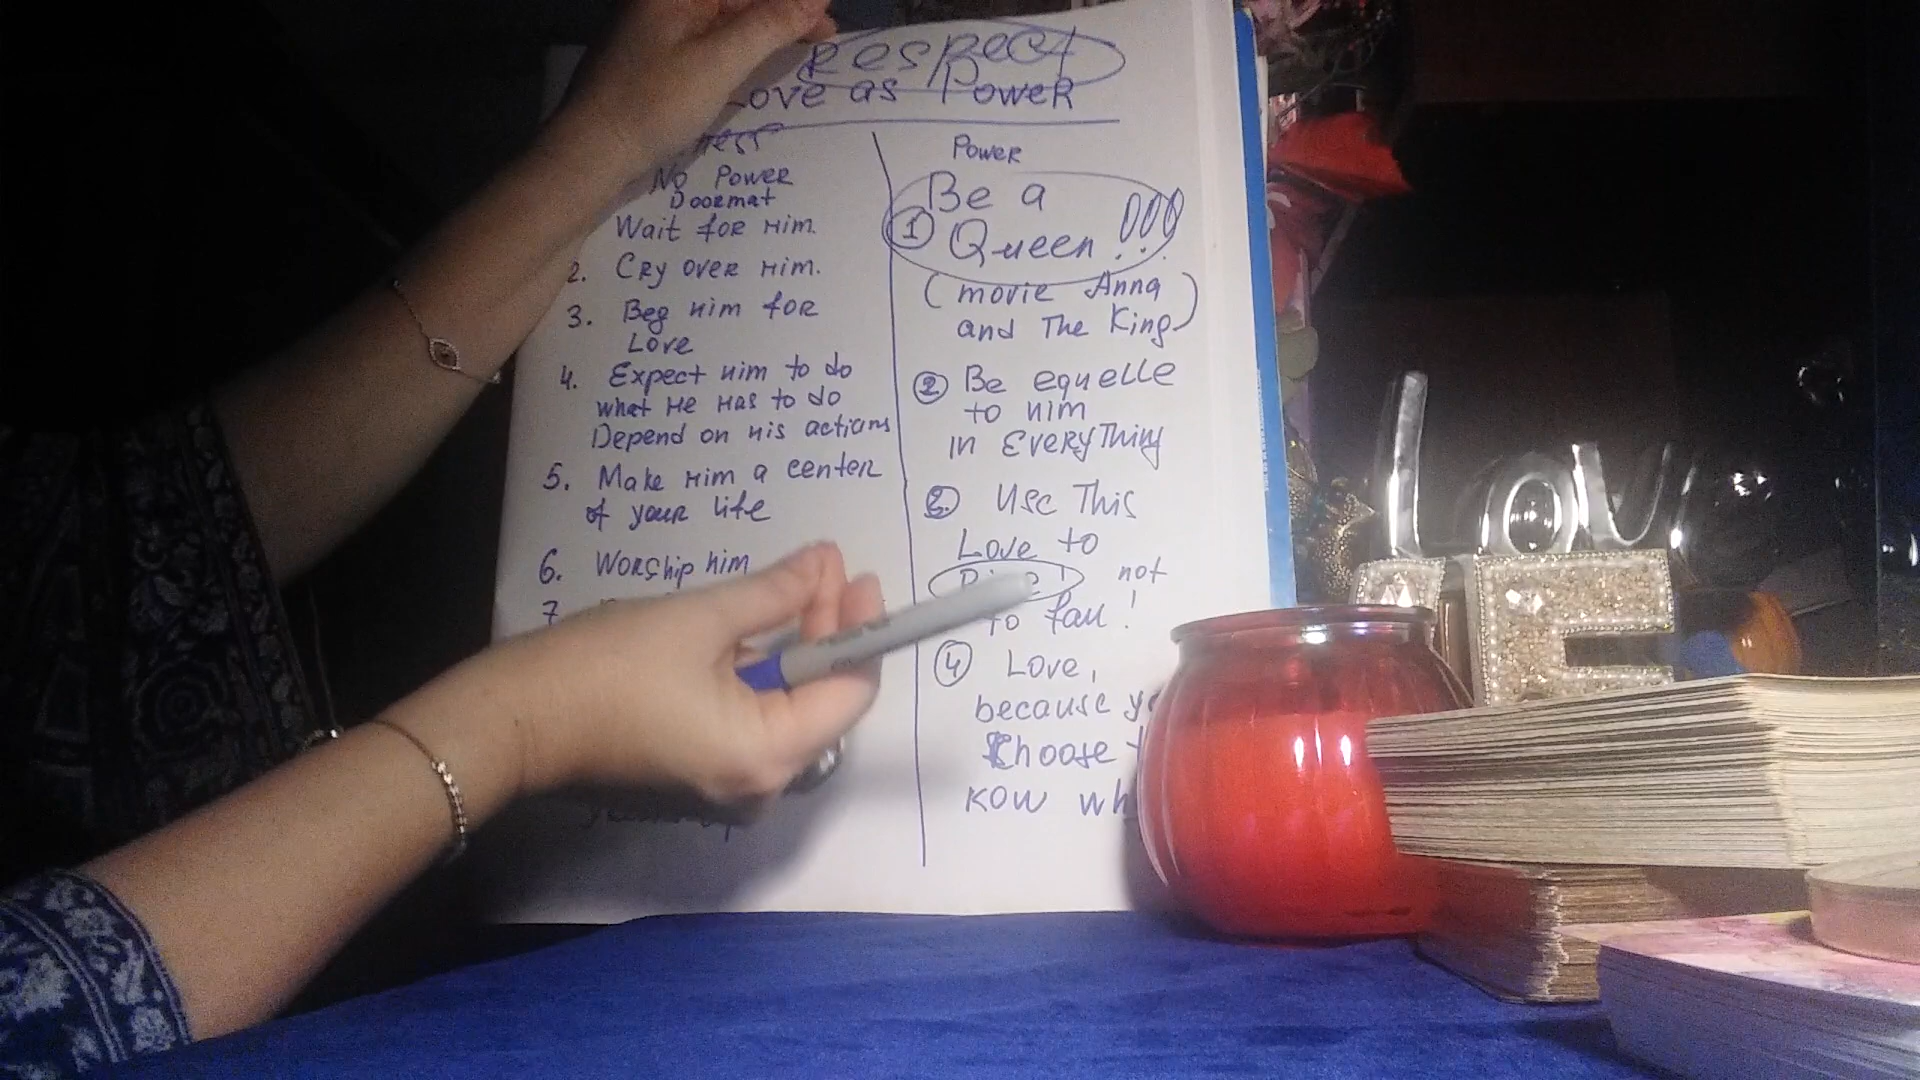 Respect
Love as Power
No Power
Doormat
Wait for Him.
2. Cry over Him.
3. Beg him for
Love
4. Expect him to do
what He Has to do
Depend on his actions
5. Make Him a center
of your life
6. Worship him
7
Power
Be a
1 Queen !!!
(movie Anna
and The King)
2 Be equelle
to him
in EveryThing
3. Use This
Love to
not
to fall!
4 Love,
because
Choose
KOW
LOV
E